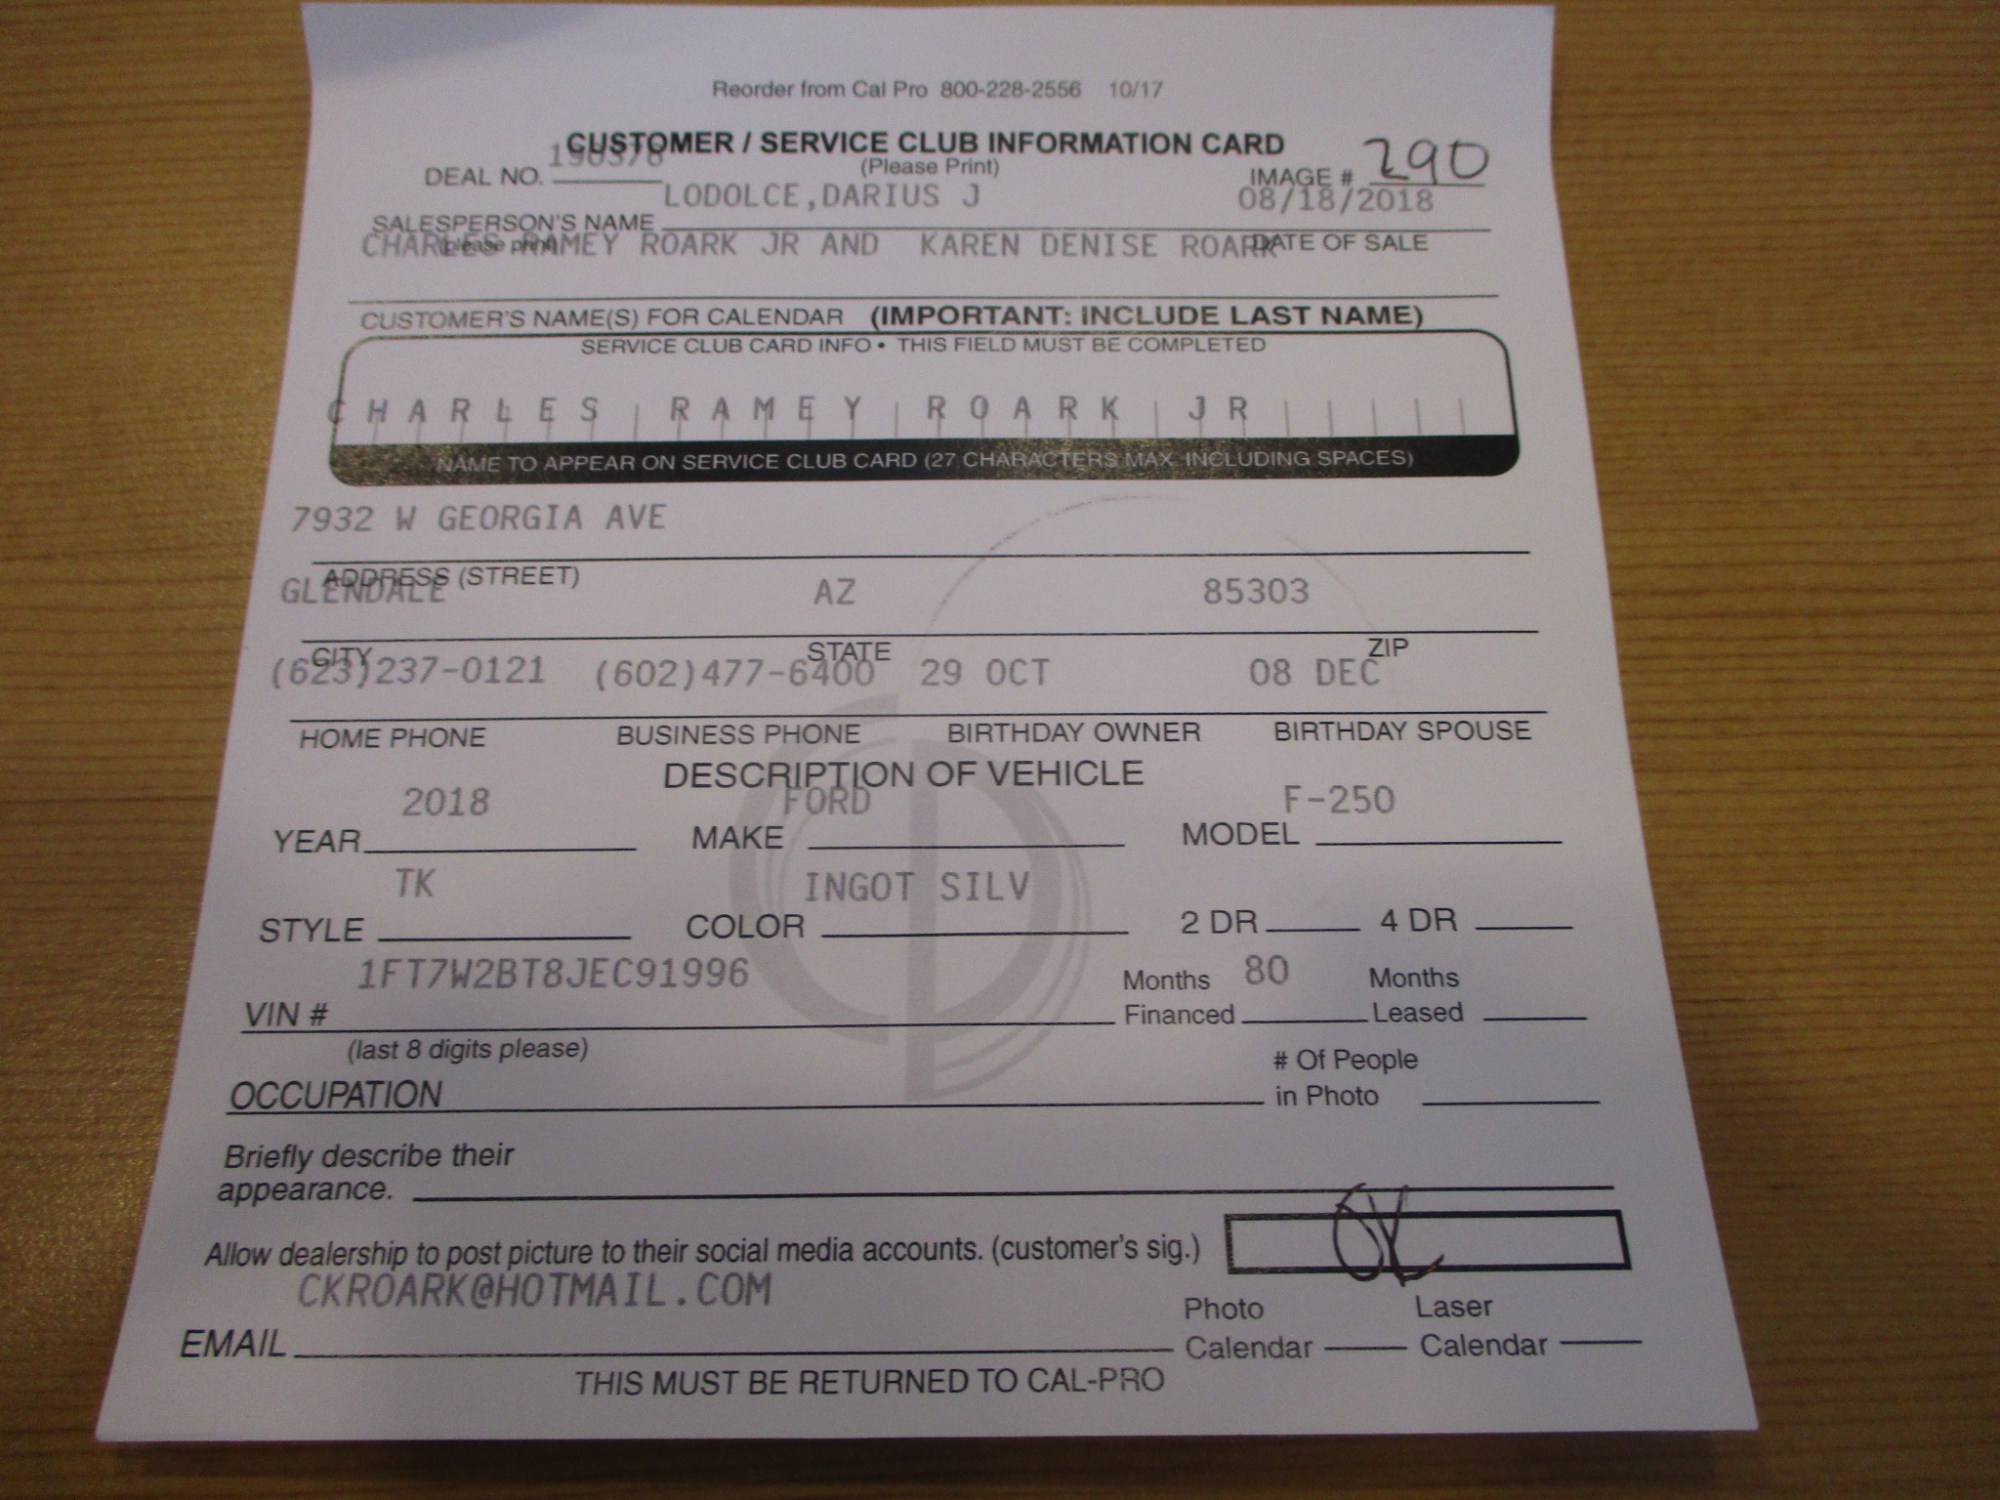 Reorder from Cal Pro 800-228-2556 10/17
CUSTOMER / SERVICE CLUB INFORMATION CARD
(Please Print)
DEAL NO. IMAGE # 290
LODOLCE,DARIUS J 08/18/2018
SALESPERSON'S NAME
(please print) DATE OF SALE
CHARLES RAMEY ROARK JR AND KAREN DENISE ROARK
CUSTOMER'S NAME(S) FOR CALENDAR (IMPORTANT: INCLUDE LAST NAME)
SERVICE CLUB CARD INFO • THIS FIELD MUST BE COMPLETED
CHARLES RAMEY ROARK JR
NAME TO APPEAR ON SERVICE CLUB CARD (27 CHARACTERS MAX. INCLUDING SPACES)
7932 W GEORGIA AVE
ADDRESS (STREET)
GLENDALE AZ 85303
CITY STATE ZIP
(623)237-0121 (602)477-6400 29 OCT 08 DEC
HOME PHONE BUSINESS PHONE BIRTHDAY OWNER BIRTHDAY SPOUSE
DESCRIPTION OF VEHICLE
2018 FORD F-250
YEAR MAKE MODEL
TK INGOT SILV
STYLE COLOR 2 DR 4 DR
1FT7W2BT8JEC91996 Months 80 Months
VIN # Financed Leased
(last 8 digits please) # Of People
OCCUPATION in Photo
Briefly describe their
appearance.
Allow dealership to post picture to their social media accounts. (customer's sig.)
CKROARK@HOTMAIL.COM Photo Laser
EMAIL Calendar Calendar
THIS MUST BE RETURNED TO CAL-PRO